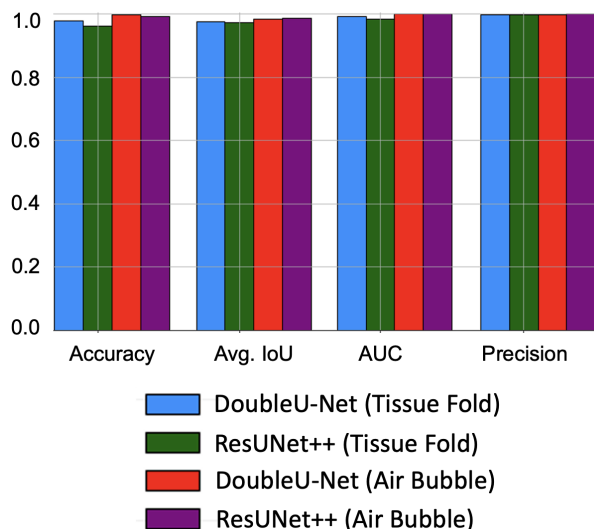 1.0
0.8
0.6
0.4
0.2
0.0
Accuracy Avg. IoU AUC Precision
DoubleU-Net (Tissue Fold)
ResUNet++ (Tissue Fold)
DoubleU-Net (Air Bubble)
ResUNet++ (Air Bubble)